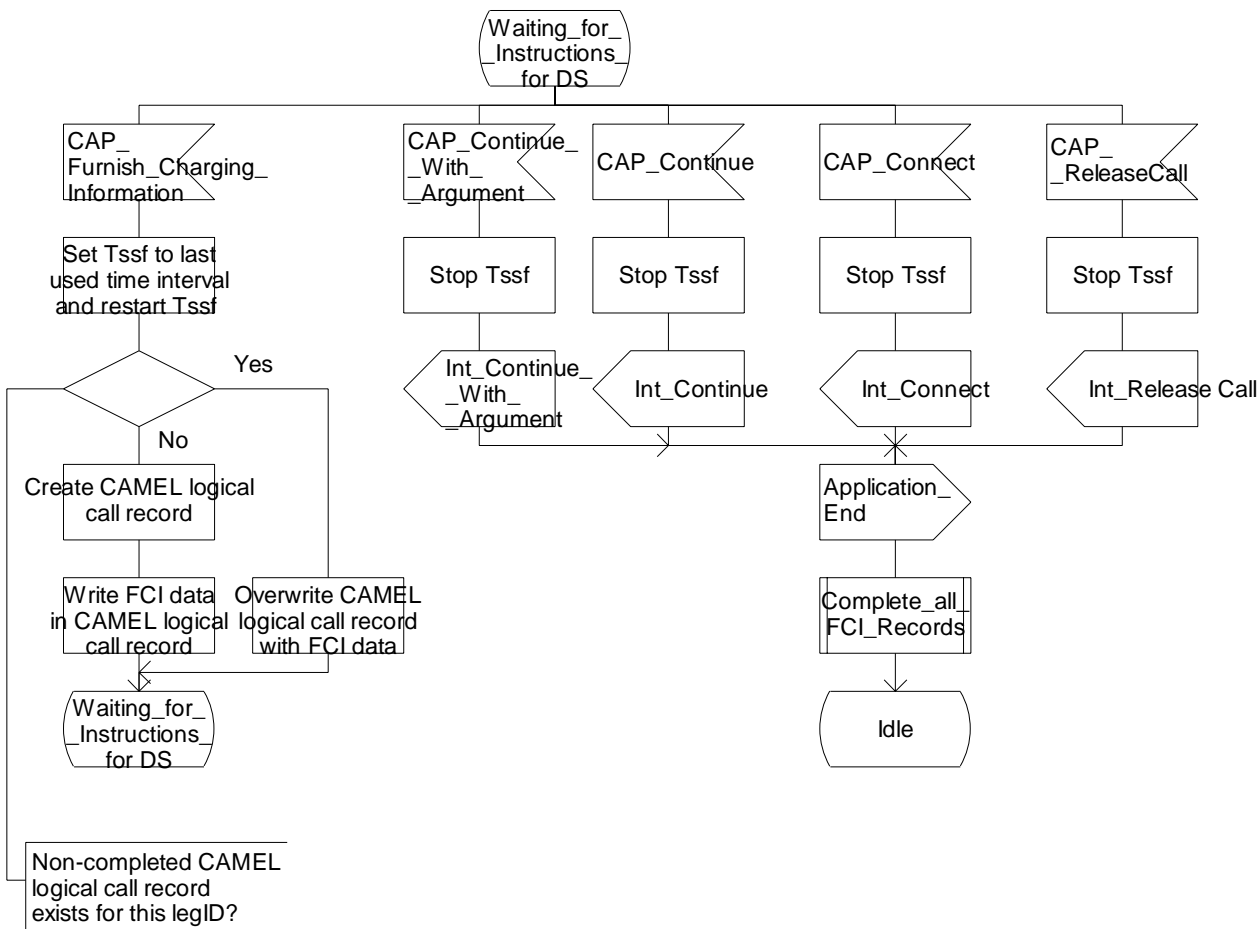 Waiting_for_
_Instructions_
for DS
CAP_
Furnish_Charging_
Information
CAP_Continue_
_With_
_Argument
CAP_Continue
CAP_Connect
CAP_
_ReleaseCall
Set Tssf to last
used time interval
and restart Tssf
Stop Tssf
Stop Tssf
Stop Tssf
Stop Tssf
Yes
Int_Continue_
_With_
_Argument
Int_Continue
Int_Connect
Int_Release Call
No
Create CAMEL logical
call record
Application_
End
Write FCI data
in CAMEL logical
call record
Overwrite CAMEL
logical call record
with FCI data
Complete_all_
_FCI_Records
Waiting_for_
_Instructions_
for DS
Idle
Non-completed CAMEL
logical call record
exists for this legID?